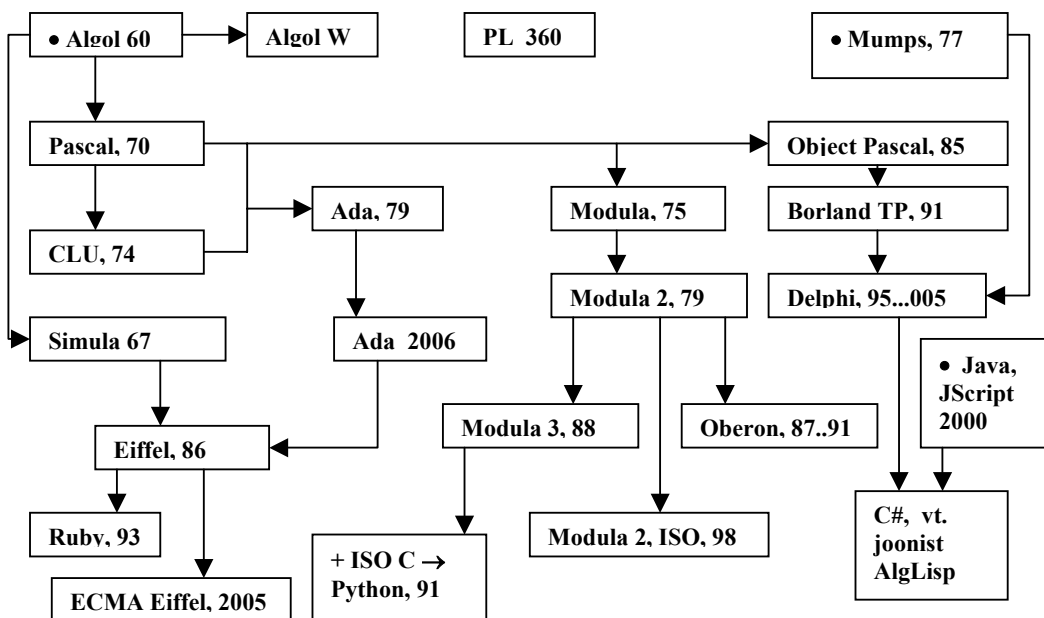 • Algol 60
Algol W
PL 360
• Mumps, 77
Pascal, 70
Object Pascal, 85
Ada, 79
Modula, 75
Borland TP, 91
CLU, 74
Modula 2, 79
Delphi, 95...005
Simula 67
Ada 2006
• Java,
JScript
2000
Modula 3, 88
Oberon, 87..91
Eiffel, 86
C#, vt.
joonist
AlgLisp
Ruby, 93
Modula 2, ISO, 98
+ ISO C →
Python, 91
ECMA Eiffel, 2005